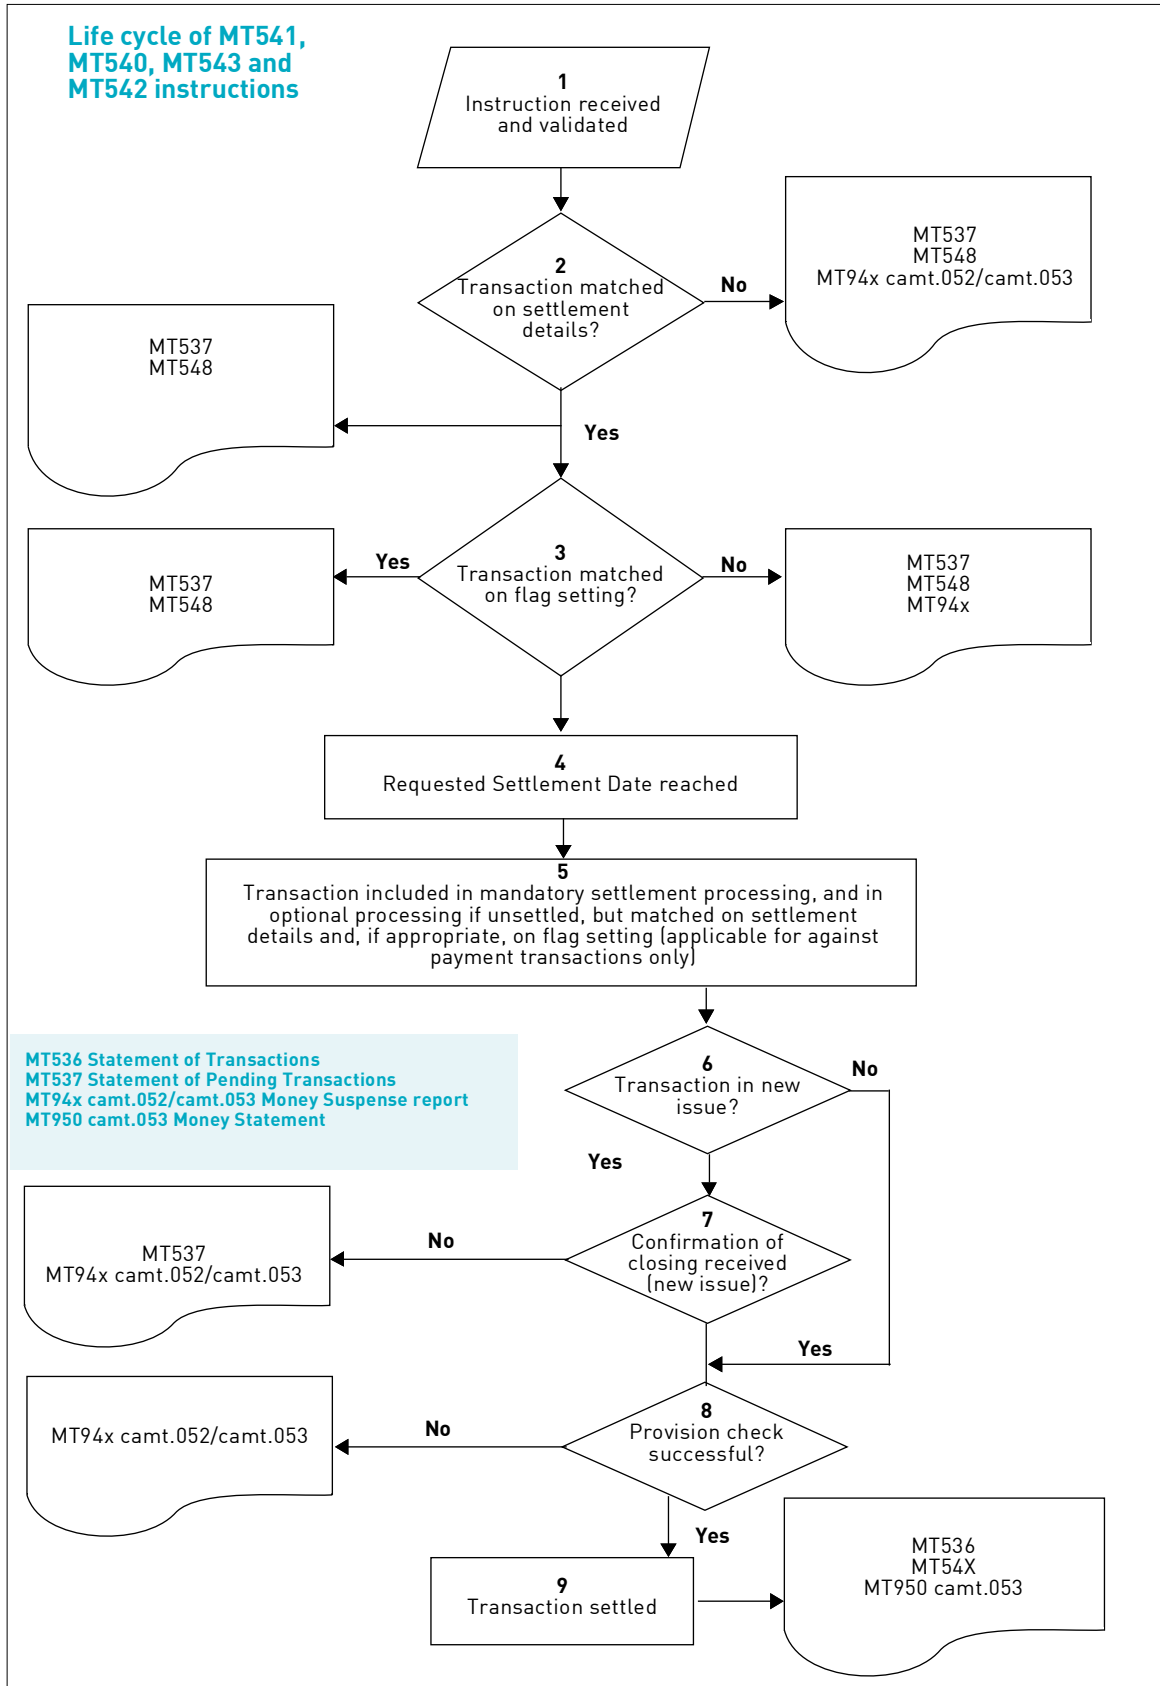 Life cycle of MT541,
MT540, MT543 and
MT542 instructions
1
Instruction received
and validated
2
Transaction matched
on settlement
details?
No
MT537
MT548
MT94x camt.052/camt.053
MT537
MT548
Yes
3
Transaction matched
on flag setting?
Yes
MT537
MT548
No
MT537
MT548
MT94x
4
Requested Settlement Date reached
5
Transaction included in mandatory settlement processing, and in
optional processing if unsettled, but matched on settlement
details and, if appropriate, on flag setting (applicable for against
payment transactions only)
MT536 Statement of Transactions
MT537 Statement of Pending Transactions
MT94x camt.052/camt.053 Money Suspense report
MT950 camt.053 Money Statement
6
Transaction in new
issue?
No
Yes
7
Confirmation of
closing received
(new issue)?
No
MT537
MT94x camt.052/camt.053
Yes
8
Provision check
successful?
No
MT94x camt.052/camt.053
Yes
9
Transaction settled
MT536
MT54X
MT950 camt.053